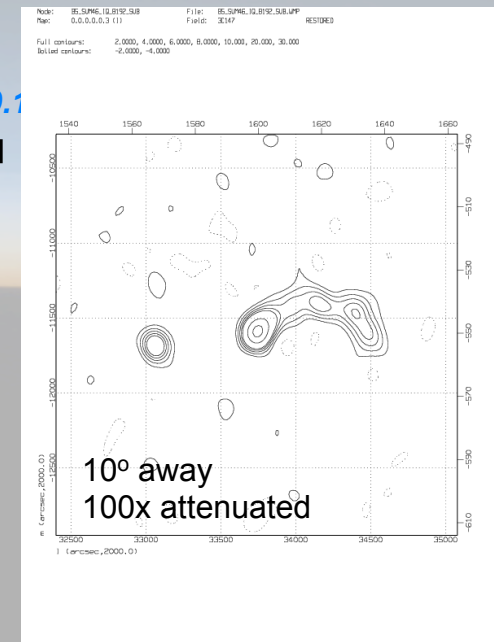 Node: B5_SUM46_1Q_8192_SUB File: B5_SUM46_1Q_8192_SUB.WMP
Map: 0.0.0.0.0.3 () Field: 3C147 RESTORED
Full contours: 2.0000, 4.0000, 6.0000, 8.0000, 10.000, 20.000, 30.000
Dotted contours: -2.0000, -4.0000
1540 1560 1580 1600 1620 1640 1660
-10500 -490
-510
-11000
-530
-11500
-550
-12000
-570
-12500 -590
-610
10º away
100x attenuated
m (arcsec,2000.0)
32500 33000 33500 34000 34500 35000
l (arcsec,2000.0)